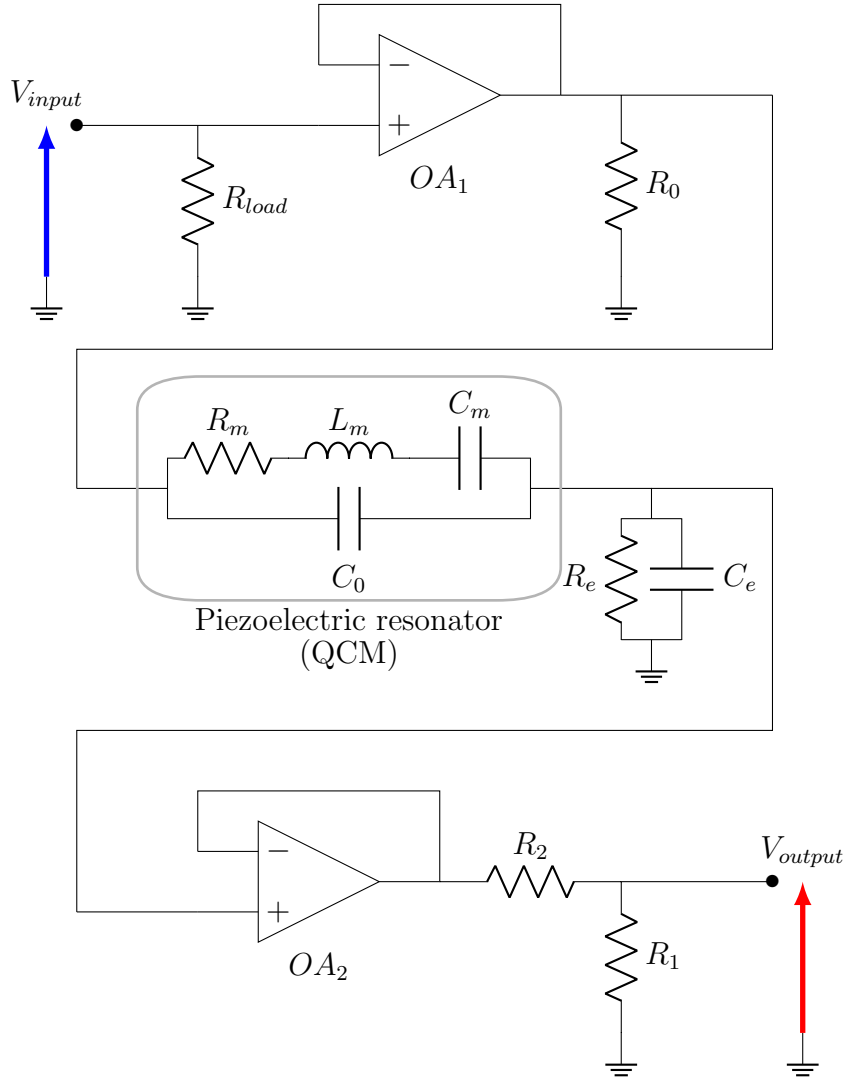 V_input
−
+
OA_1
R_load
R_0
R_m
L_m
C_m
C_0
R_e
C_e
Piezoelectric resonator
(QCM)
−
+
OA_2
R_2
V_output
R_1